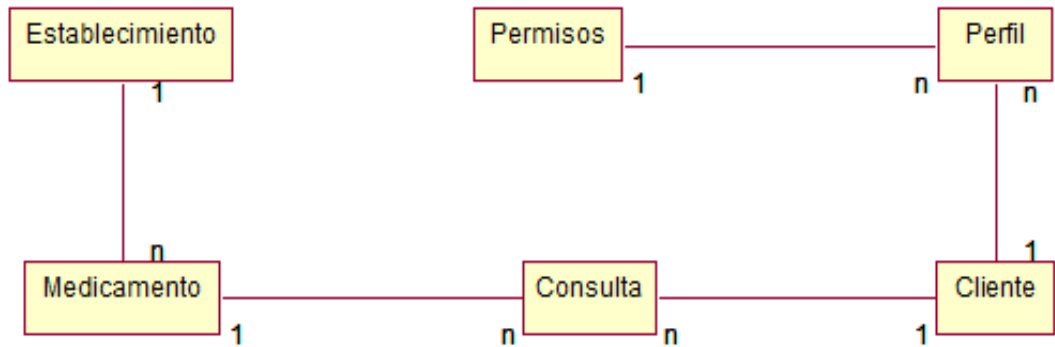 Establecimiento
Permisos
Perfil
1
1
n
n
n
1
Medicamento
Consulta
Cliente
1
n
n
1